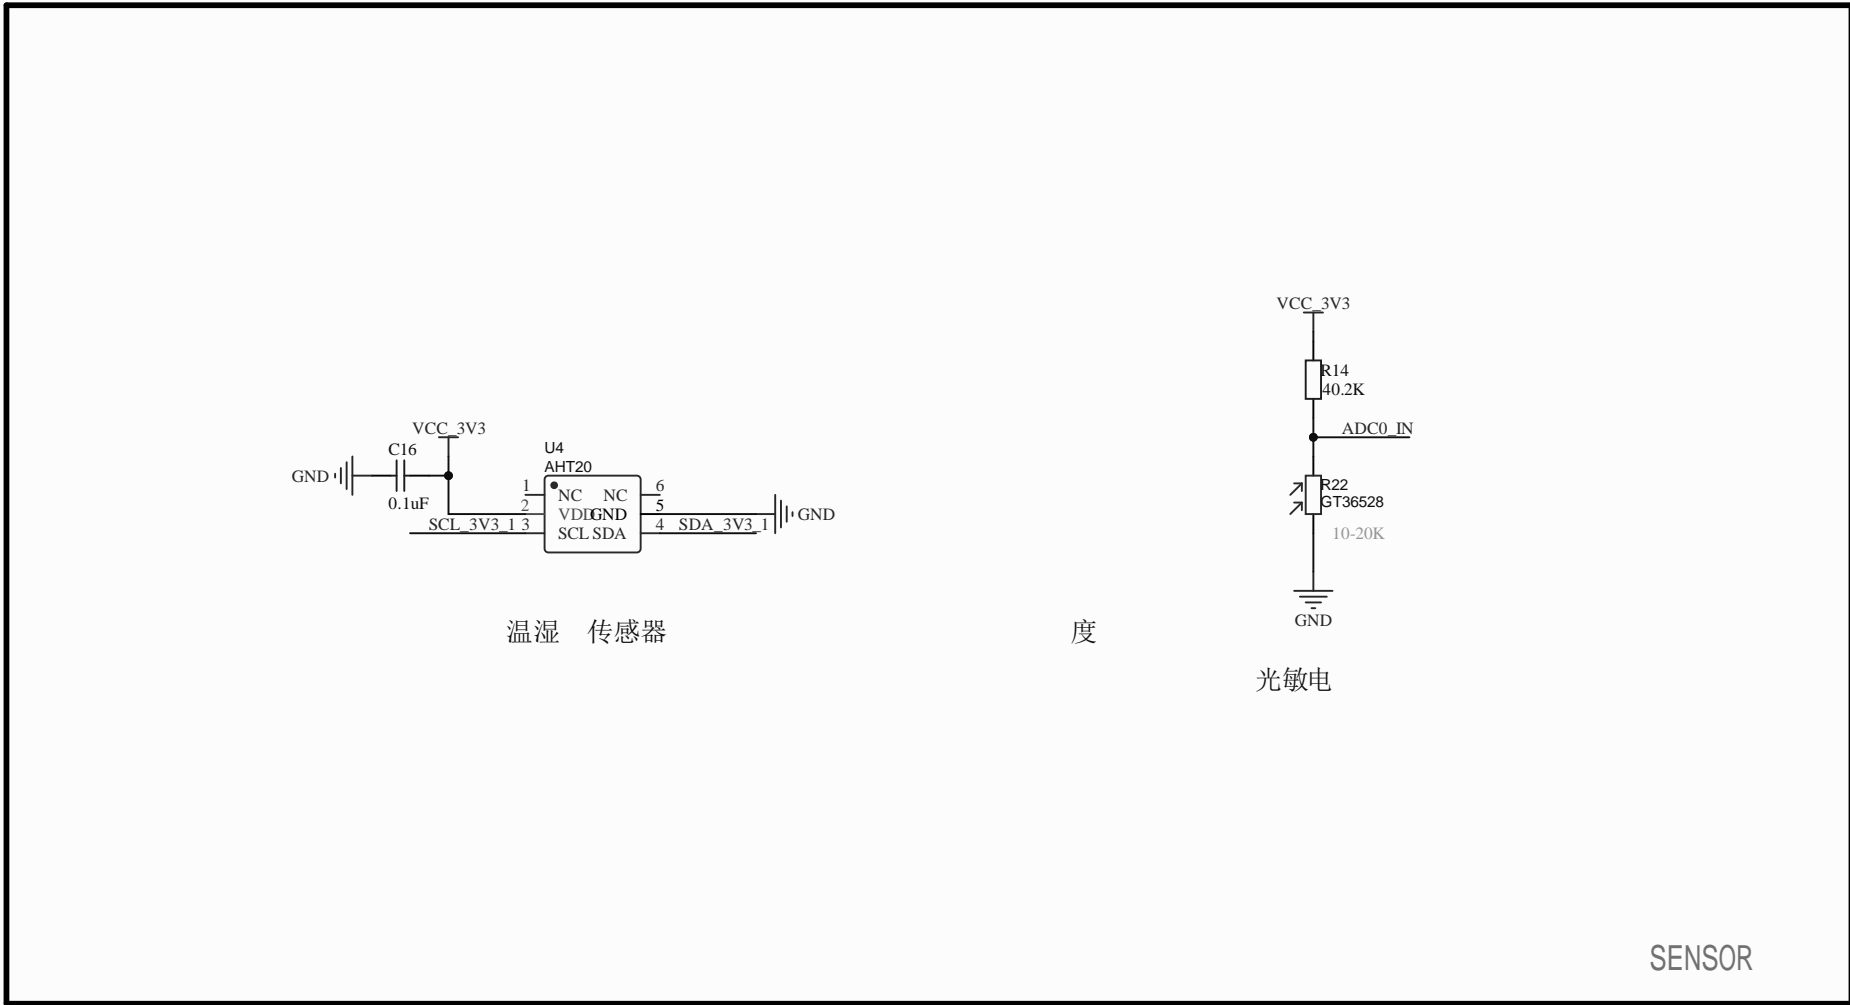 VCC_3V3
R14
40.2K
ADC0_IN
R22
GT36528
10-20K
GND
光敏电
VCC_3V3
C16
GND
0.1uF
U4
AHT20
1 NC NC 6
2 VDD GND 5
SCL_3V3_1 3 SCL SDA 4 SDA_3V3_1
GND
温湿 传感器
度
SENSOR